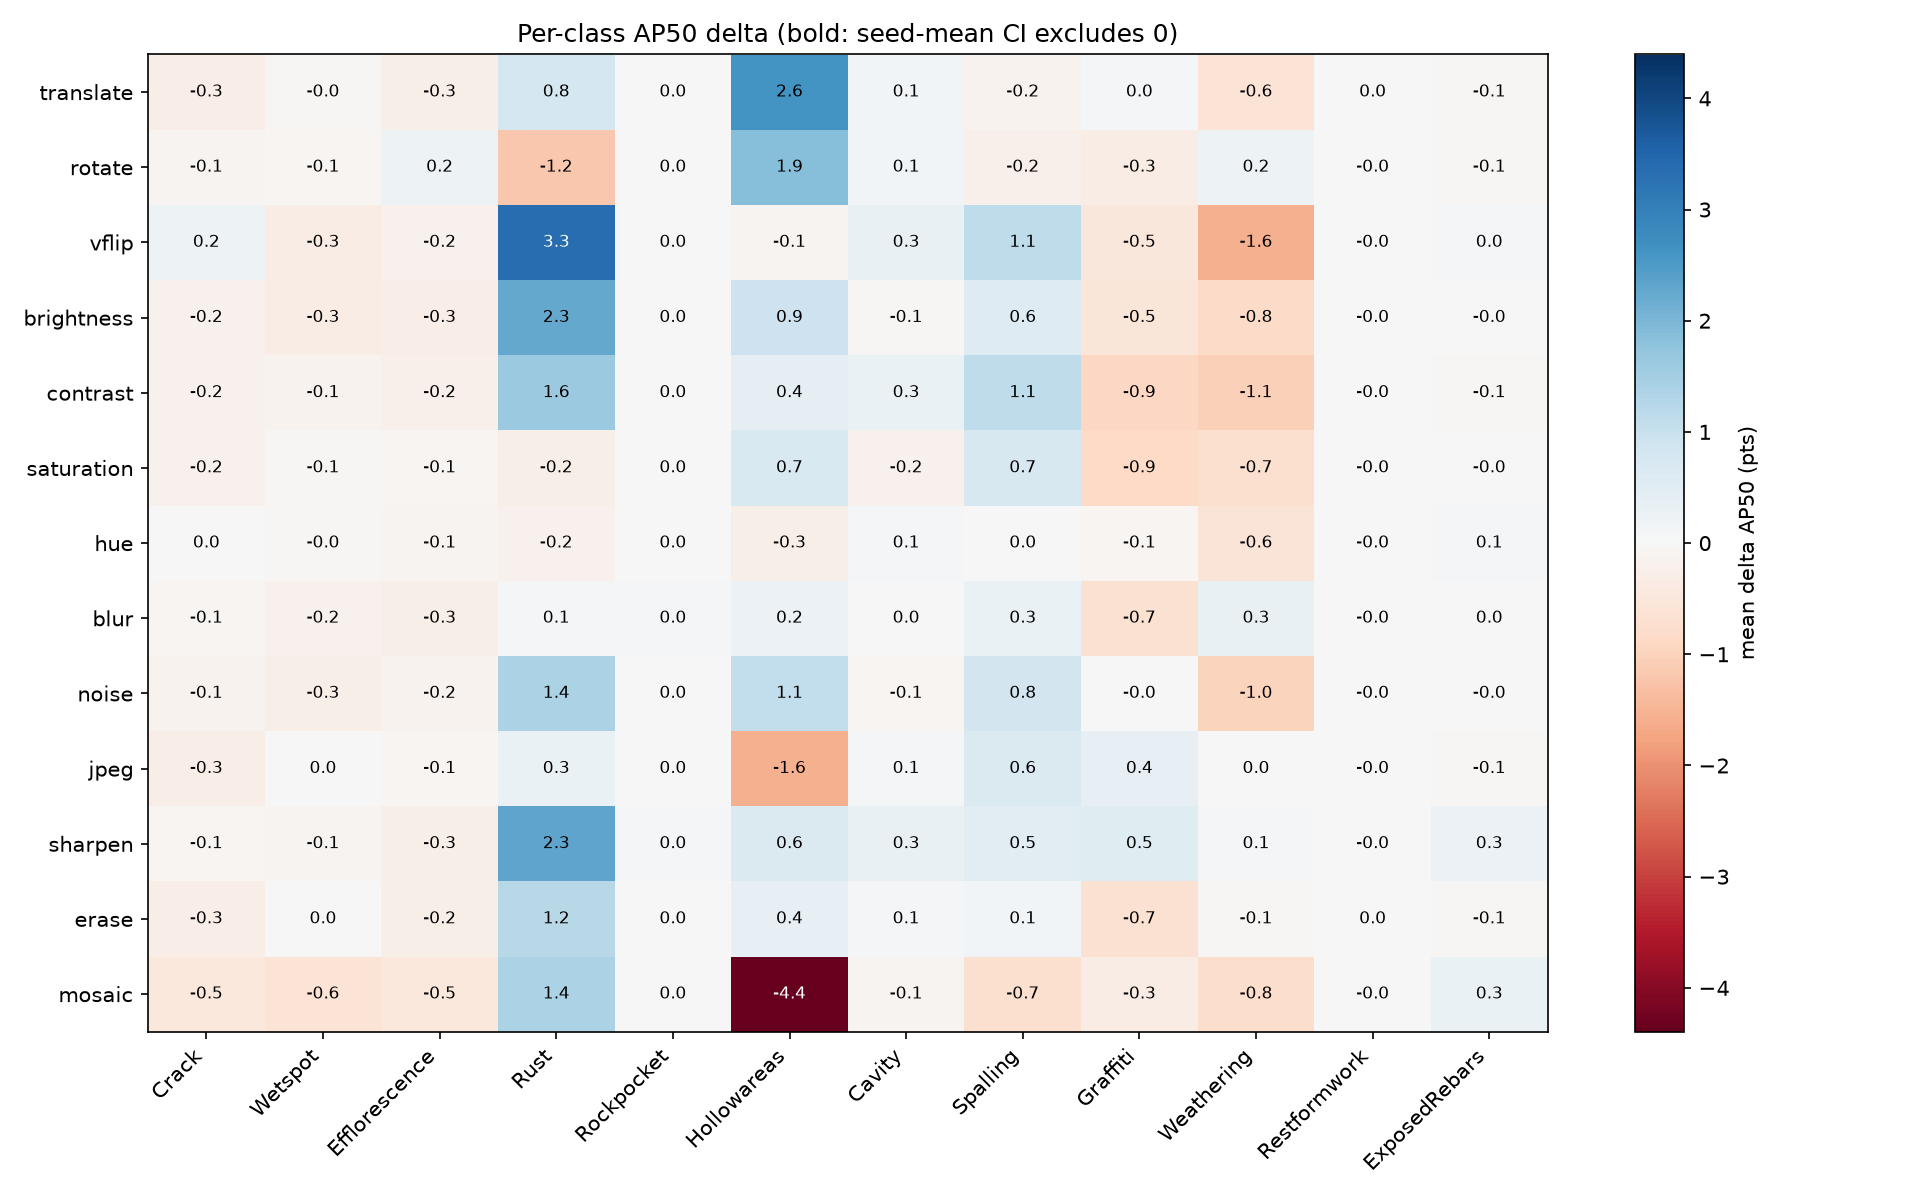 Per-class AP50 delta (bold: seed-mean CI excludes 0)
translate -0.3 -0.0 -0.3 0.8 0.0 2.6 0.1 -0.2 0.0 -0.6 0.0 -0.1
rotate -0.1 -0.1 0.2 -1.2 0.0 1.9 0.1 -0.2 -0.3 0.2 -0.0 -0.1
vflip 0.2 -0.3 -0.2 3.3 0.0 -0.1 0.3 1.1 -0.5 -1.6 -0.0 0.0
brightness -0.2 -0.3 -0.3 2.3 0.0 0.9 -0.1 0.6 -0.5 -0.8 -0.0 -0.0
contrast -0.2 -0.1 -0.2 1.6 0.0 0.4 0.3 1.1 -0.9 -1.1 -0.0 -0.1
saturation -0.2 -0.1 -0.1 -0.2 0.0 0.7 -0.2 0.7 -0.9 -0.7 -0.0 -0.0
hue 0.0 -0.0 -0.1 -0.2 0.0 -0.3 0.1 0.0 -0.1 -0.6 -0.0 0.1
blur -0.1 -0.2 -0.3 0.1 0.0 0.2 0.0 0.3 -0.7 0.3 -0.0 0.0
noise -0.1 -0.3 -0.2 1.4 0.0 1.1 -0.1 0.8 -0.0 -1.0 -0.0 -0.0
jpeg -0.3 0.0 -0.1 0.3 0.0 -1.6 0.1 0.6 0.4 0.0 -0.0 -0.1
sharpen -0.1 -0.1 -0.3 2.3 0.0 0.6 0.3 0.5 0.5 0.1 -0.0 0.3
erase -0.3 0.0 -0.2 1.2 0.0 0.4 0.1 0.1 -0.7 -0.1 0.0 -0.1
mosaic -0.5 -0.6 -0.5 1.4 0.0 -4.4 -0.1 -0.7 -0.3 -0.8 -0.0 0.3
Crack
Wetspot
Efflorescence
Rust
Rockpocket
Hollowareas
Cavity
Spalling
Graffiti
Weathering
Restformwork
ExposedRebars
4
3
2
1
0
−1
−2
−3
−4
mean delta AP50 (pts)